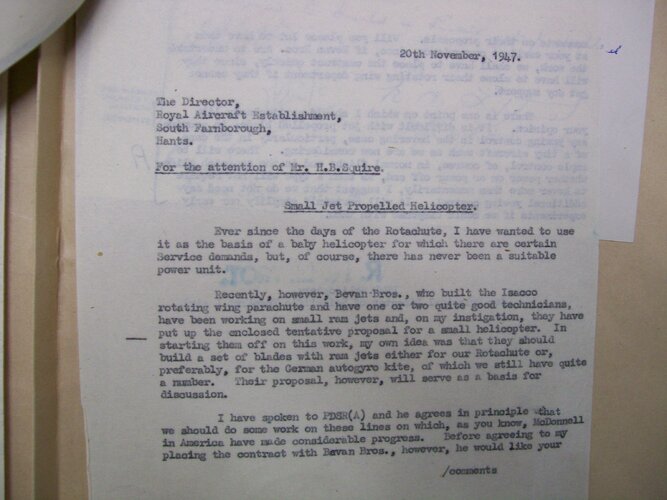 20th November, 1947.
The Director,
Royal Aircraft Establishment,
South Farnborough,
Hants.
For the attention of Mr. H.B.Squire.
Small Jet Propelled Helicopter.
Ever since the days of the Rotachute, I have wanted to use
it as the basis of a baby helicopter for which there are certain
Service demands, but, of course, there has never been a suitable
power unit.
Recently, however, Bevan Bros., who built the Isacco
rotating wing parachute and have one or two quite good technicians,
have been working on small ram jets and, on my instigation, they have
put up the enclosed tentative proposal for a small helicopter. In
starting them off on this work, my own idea was that they should
build a set of blades with ram jets either for our Rotachute or,
preferably, for the German autogyro kite, of which we still have quite
a number. Their proposal, however, will serve as a basis for
discussion.
I have spoken to PDSR(A) and he agrees in principle that
we should do some work on these lines on which, as you know, McDonnell
in America have made considerable progress. Before agreeing to my
placing the contract with Bevan Bros., however, he would like your
/comments